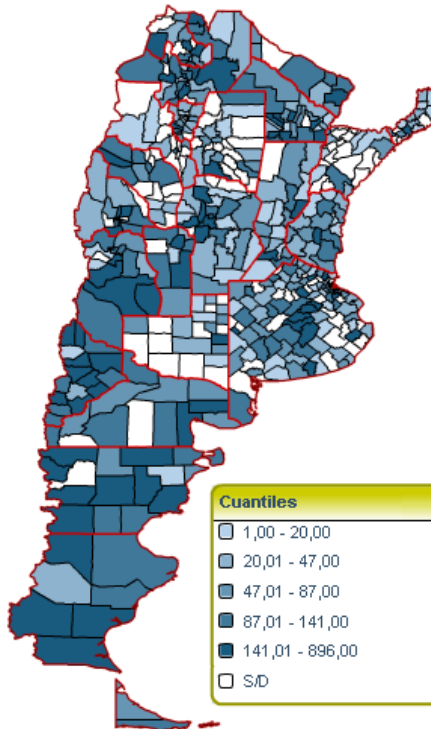 Cuantiles
1,00 - 20,00
20,01 - 47,00
47,01 - 87,00
87,01 - 141,00
141,01 - 896,00
S/D